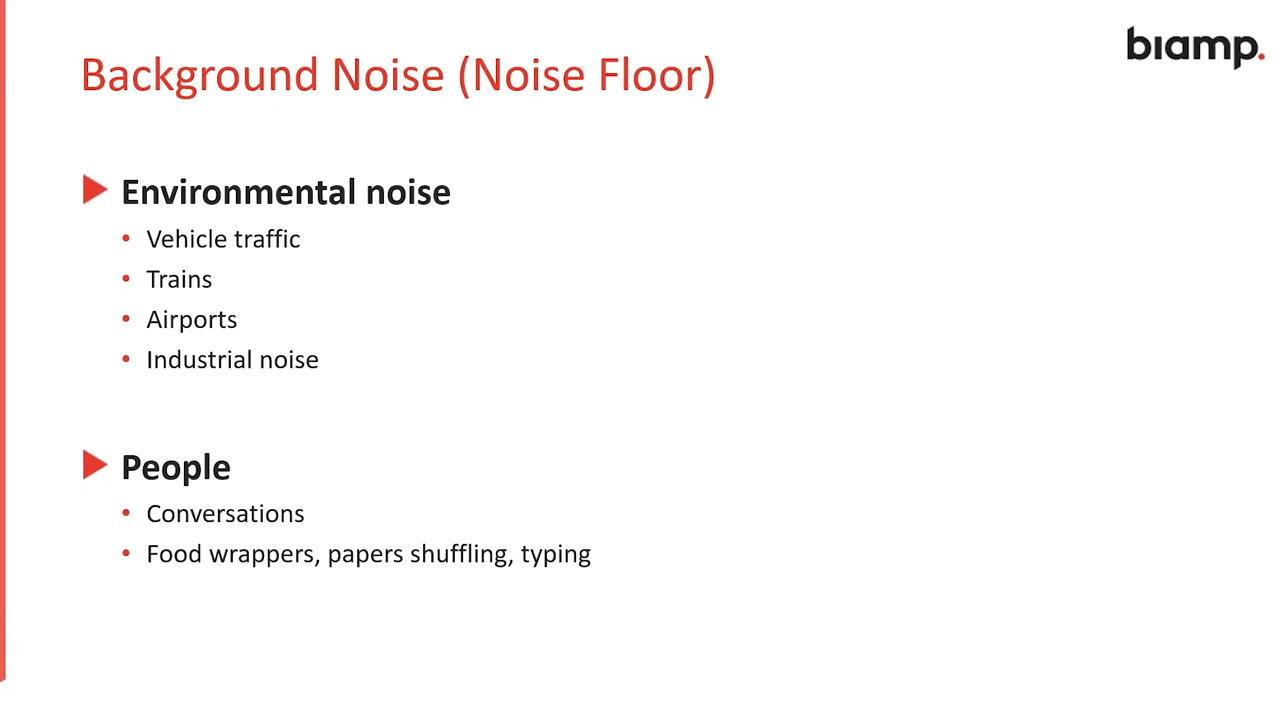 biamp.
Background Noise (Noise Floor)
Environmental noise
Vehicle traffic
Trains
Airports
Industrial noise
People
Conversations
Food wrappers, papers shuffling, typing